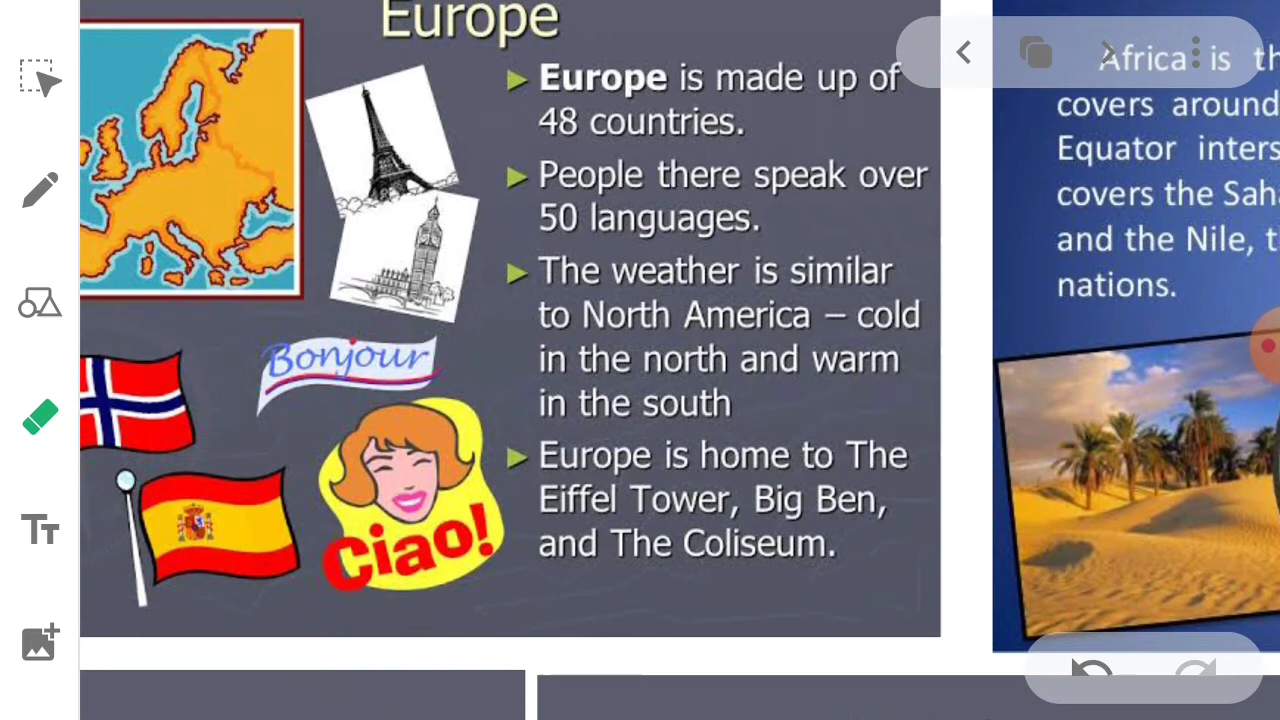 Europe
Europe is made up of
48 countries.
People there speak over
50 languages.
The weather is similar
to North America – cold
in the north and warm
in the south
Europe is home to The
Eiffel Tower, Big Ben,
and The Coliseum.
Bonjour
Ciao!
Africa is
covers around
Equator
covers the
and the Nile,
nations.
Tт